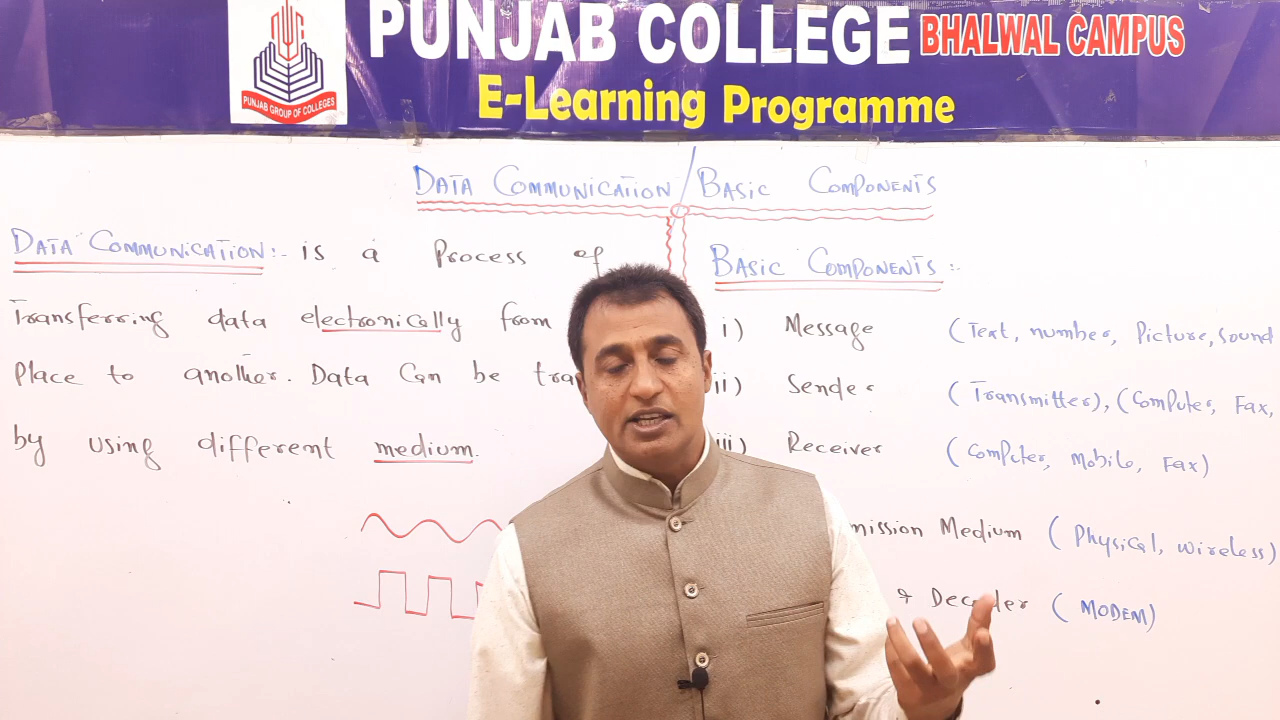 PUNJAB COLLEGE BHALWAL CAMPUS
PUNJAB GROUP OF COLLEGES
E-Learning Programme
DATA COMMUNICATION / BASIC COMPONENTS
DATA COMMUNICATION:- is a Process of
Transferring data electronically from
Place to another. Data Can be
by using different medium.
BASIC COMPONENTS:-
i) Message (Text, number, Picture, Sound
ii) Sender (Transmitter), (Computer, Fax,
iii) Receiver (Computer, Mobile, Fax)
Medium (Physical, wireless)
& Decoder (MODEM)